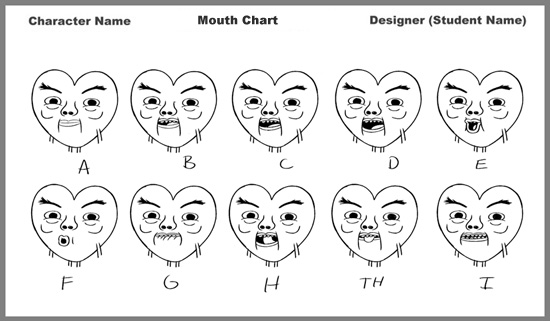 Character Name Mouth Chart Designer (Student Name)
A B C D E
F G H TH I